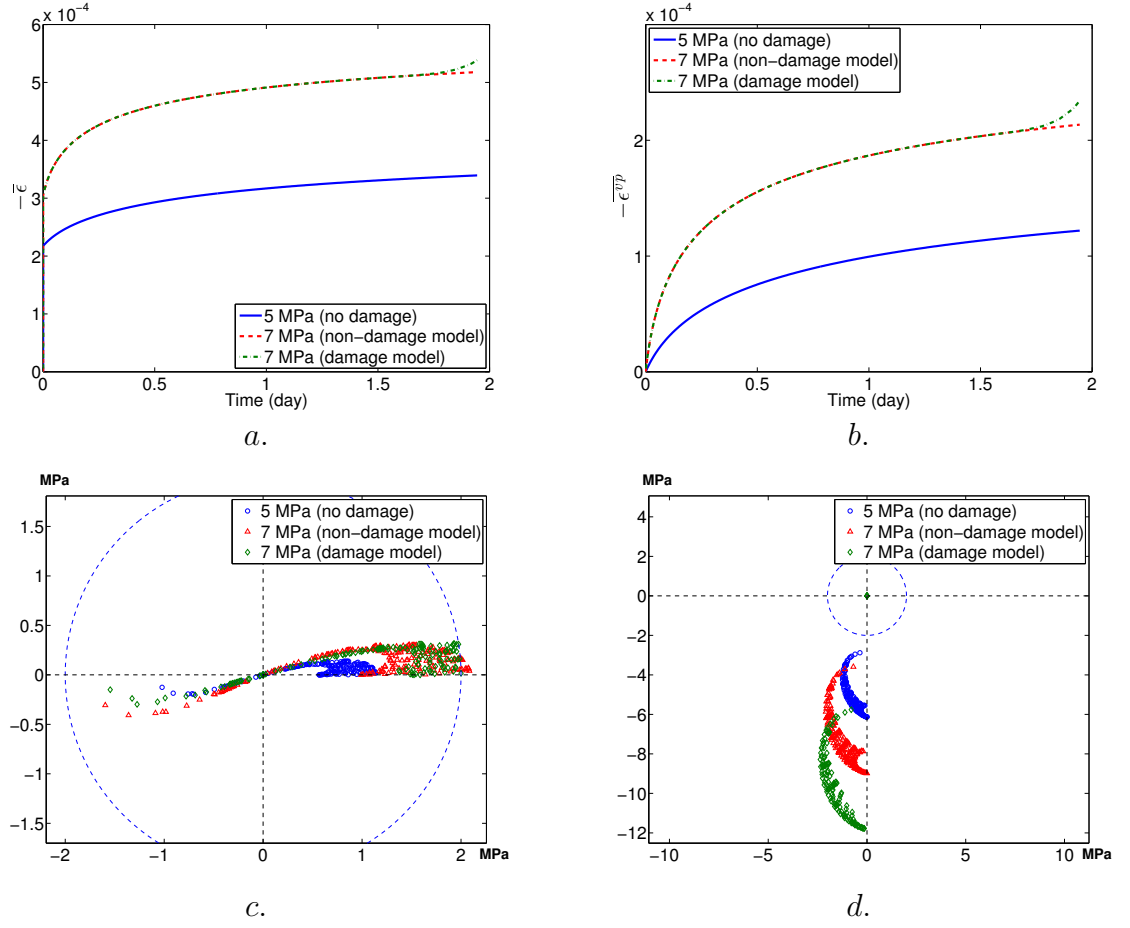 x 10⁻⁴
6
5
4
3
2
1
0
− ϵ̅
5 MPa (no damage)
7 MPa (non−damage model)
7 MPa (damage model)
0
0.5
1
1.5
2
Time (day)
a.
x 10⁻⁴
2
1
0
− ϵ̅ᵛᵖ
5 MPa (no damage)
7 MPa (non−damage model)
7 MPa (damage model)
0
0.5
1
1.5
2
Time (day)
b.
MPa
1.5
1
0.5
0
−0.5
−1
−1.5
5 MPa (no damage)
7 MPa (non−damage model)
7 MPa (damage model)
−2
−1
0
1
2
MPa
c.
MPa
4
2
0
−2
−4
−6
−8
−10
−12
5 MPa (no damage)
7 MPa (non−damage model)
7 MPa (damage model)
−10
−5
0
5
10
MPa
d.